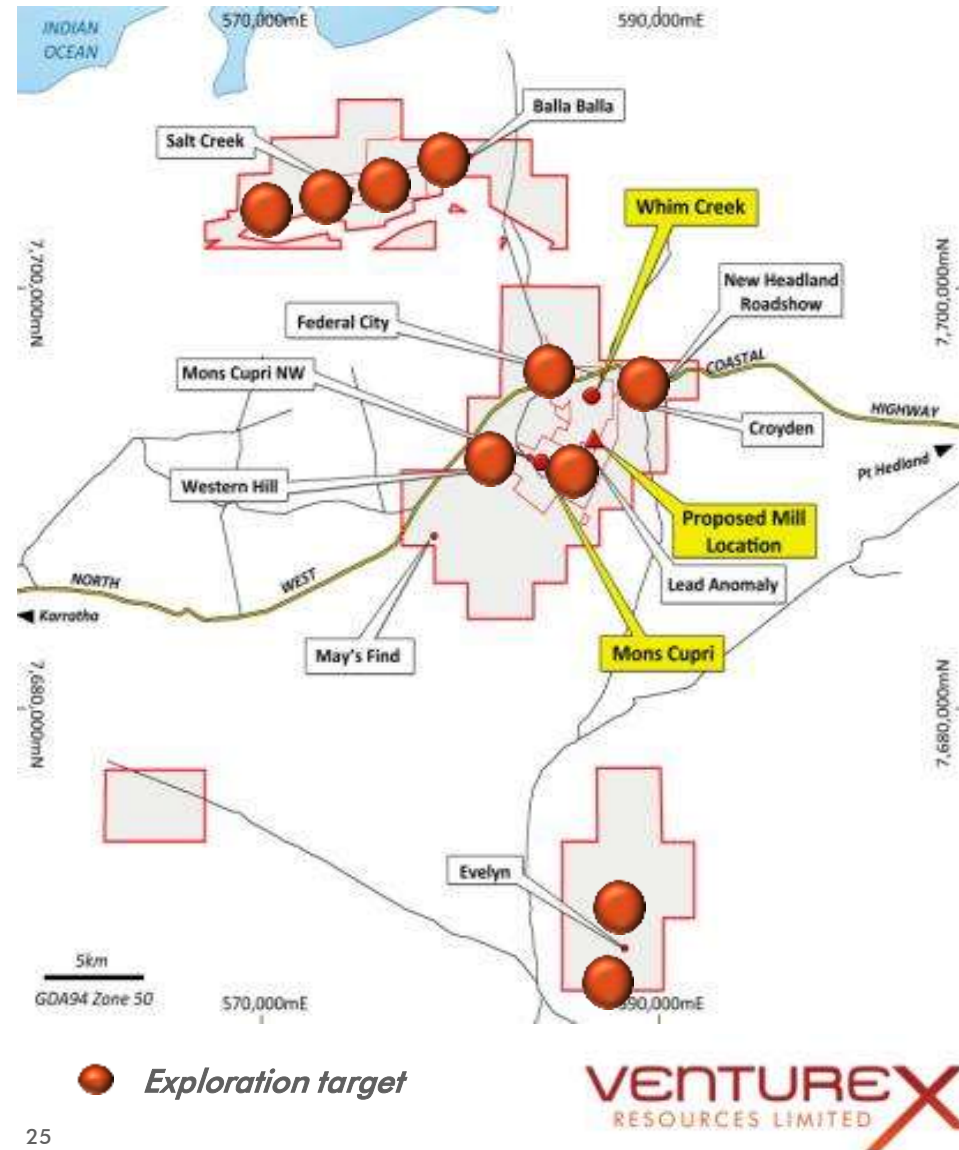 570,000mE
590,000mE
INDIAN
OCEAN
Balla Balla
Salt Creek
Whim Creek
7,700,000mN
7,700,000mN
New Headland
Roadshow
Federal City
COASTAL
Mons Cupri NW
HIGHWAY
Croyden
Pt Hedland
Western Hill
Proposed Mill
Location
NORTH
WEST
Lead Anomaly
Karratha
May's Find
Mons Cupri
7,680,000mN
7,680,000mN
Evelyn
5km
GDA94 Zone 50
570,000mE
590,000mE
Exploration target
VENTUREX
RESOURCES LIMITED
25